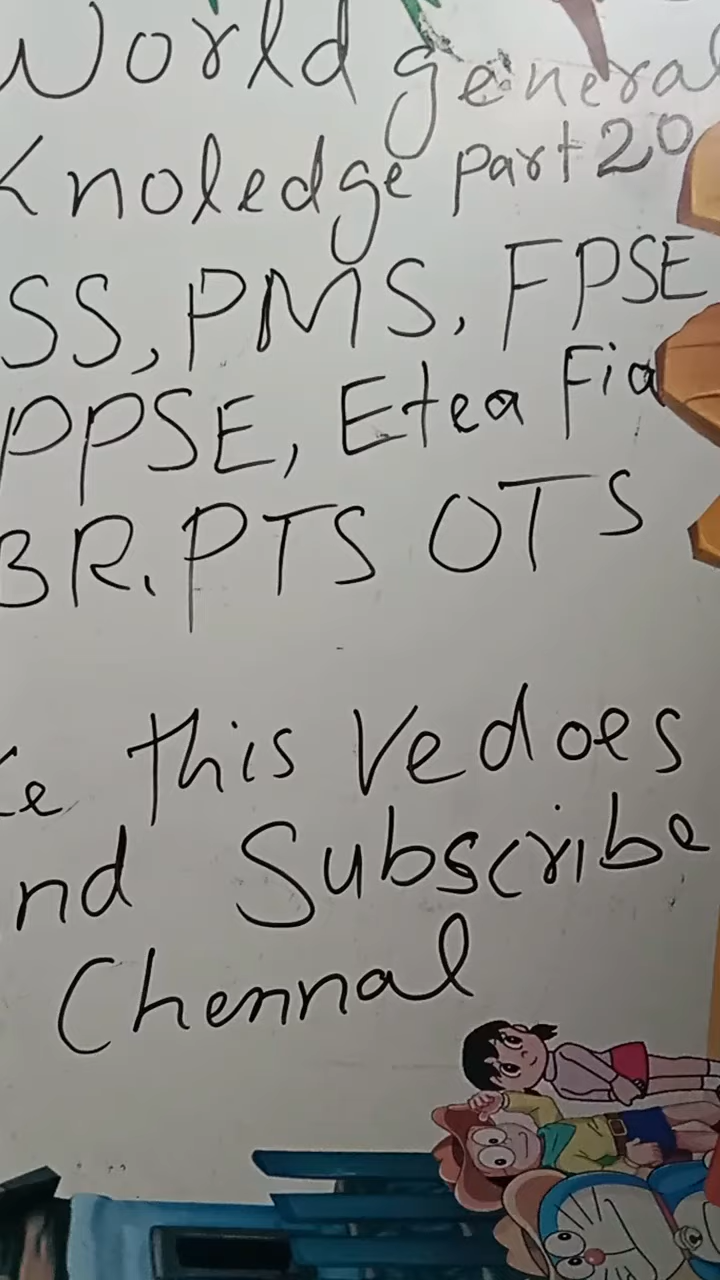 World general
Knoledge part 20
SS, PMS, FPSE
PPSE, Etea Fia
BR. PTS OTS
ke this Vedoes
nd Subscribe
Chennal